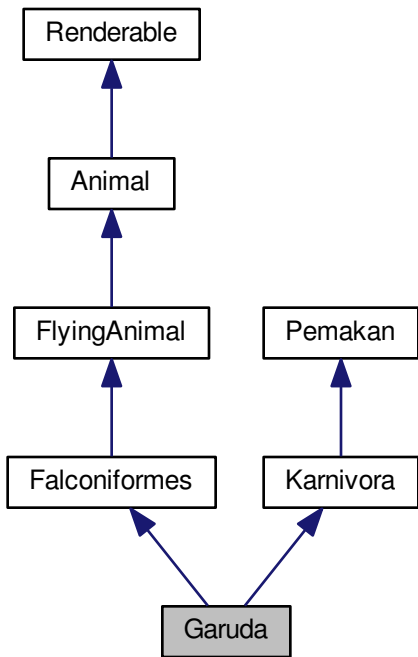 Renderable
Animal
FlyingAnimal
Pemakan
Falconiformes
Karnivora
Garuda